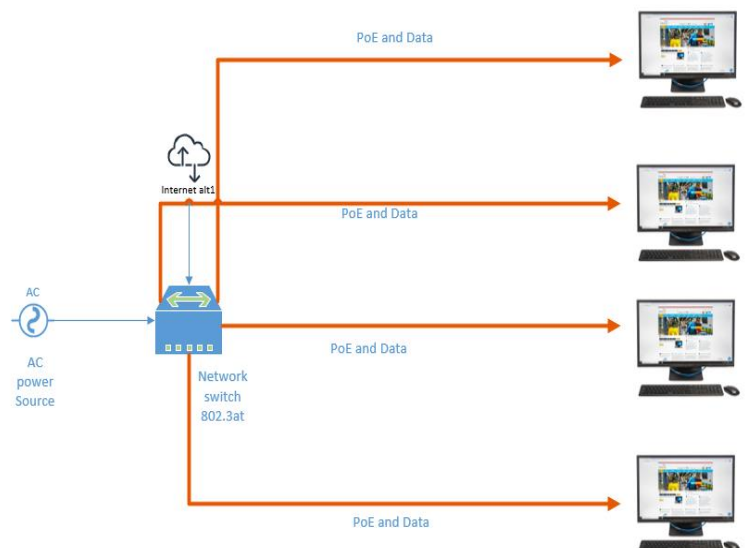 PoE and Data
Internet alt1
PoE and Data
AC
AC
power
Source
PoE and Data
Network
switch
802.3at
PoE and Data